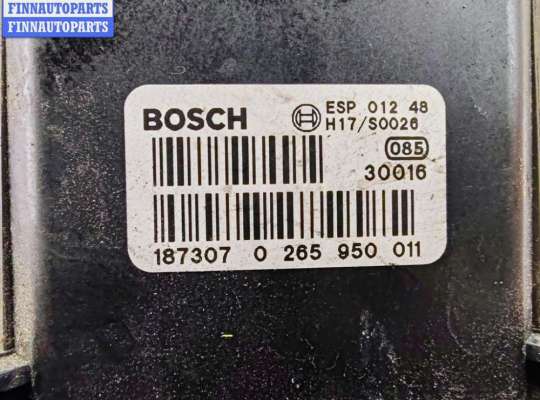 FINNAUTOPARTS
FINNAUTOPARTS
BOSCH
ESP 012 48
H17/S0026
085
30016
187307 0 265 950 011